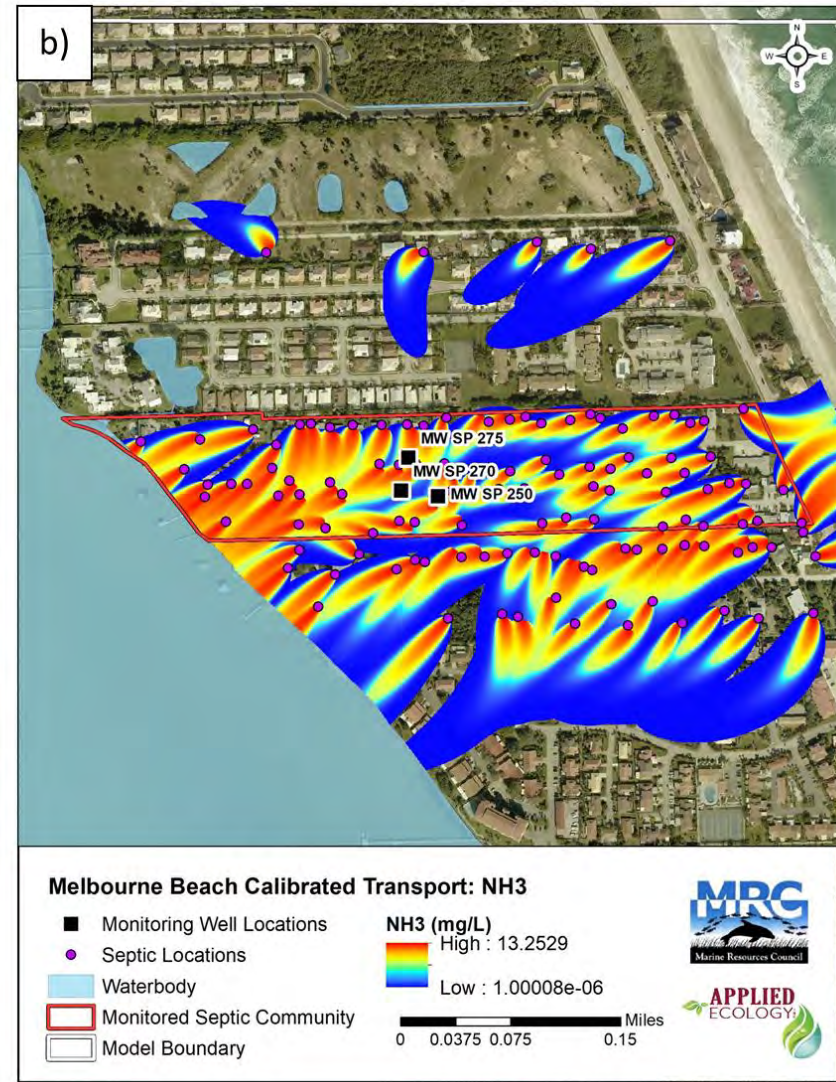 b)
N
W E
S
MW SP 275
MW SP 270
MW SP 250
Melbourne Beach Calibrated Transport: NH3
Monitoring Well Locations
Septic Locations
Waterbody
Monitored Septic Community
Model Boundary
NH3 (mg/L)
High : 13.2529
Low : 1.00008e-06
Miles
0 0.0375 0.075 0.15
MRC
Marine Resources Council
APPLIED
ECOLOGY